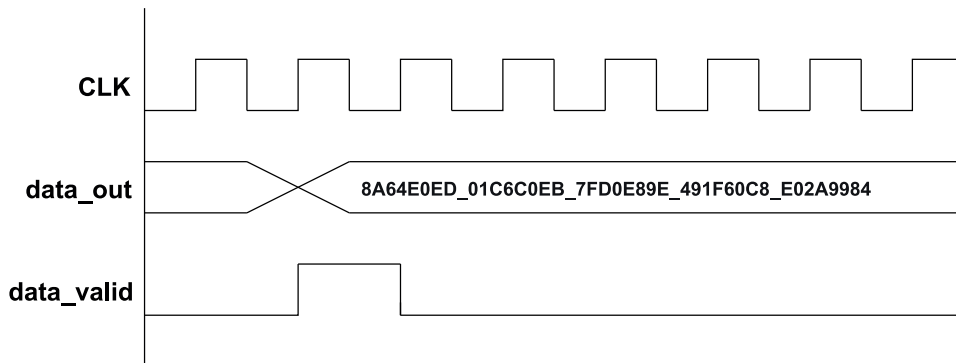 CLK
data_out
8A64E0ED_01C6C0EB_7FD0E89E_491F60C8_E02A9984
data_valid